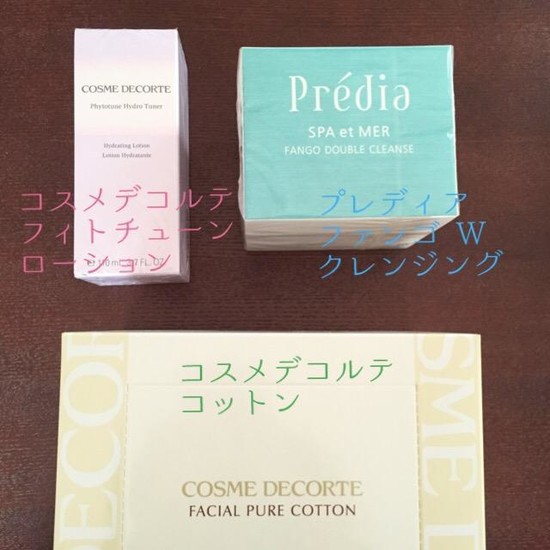 COSME DECORTE
Phytotune Hydro Tuner
Hydrating Lotion
Lotion Hydratante
コスメデコルテ
フィトチューン
ローション
Prédia
SPA et MER
FANGO DOUBLE CLEANSE
プレディア
ファンゴ W
クレンジング
コスメデコルテ
コットン
COSME DECORTE
FACIAL PURE COTTON
DECOR
SME D